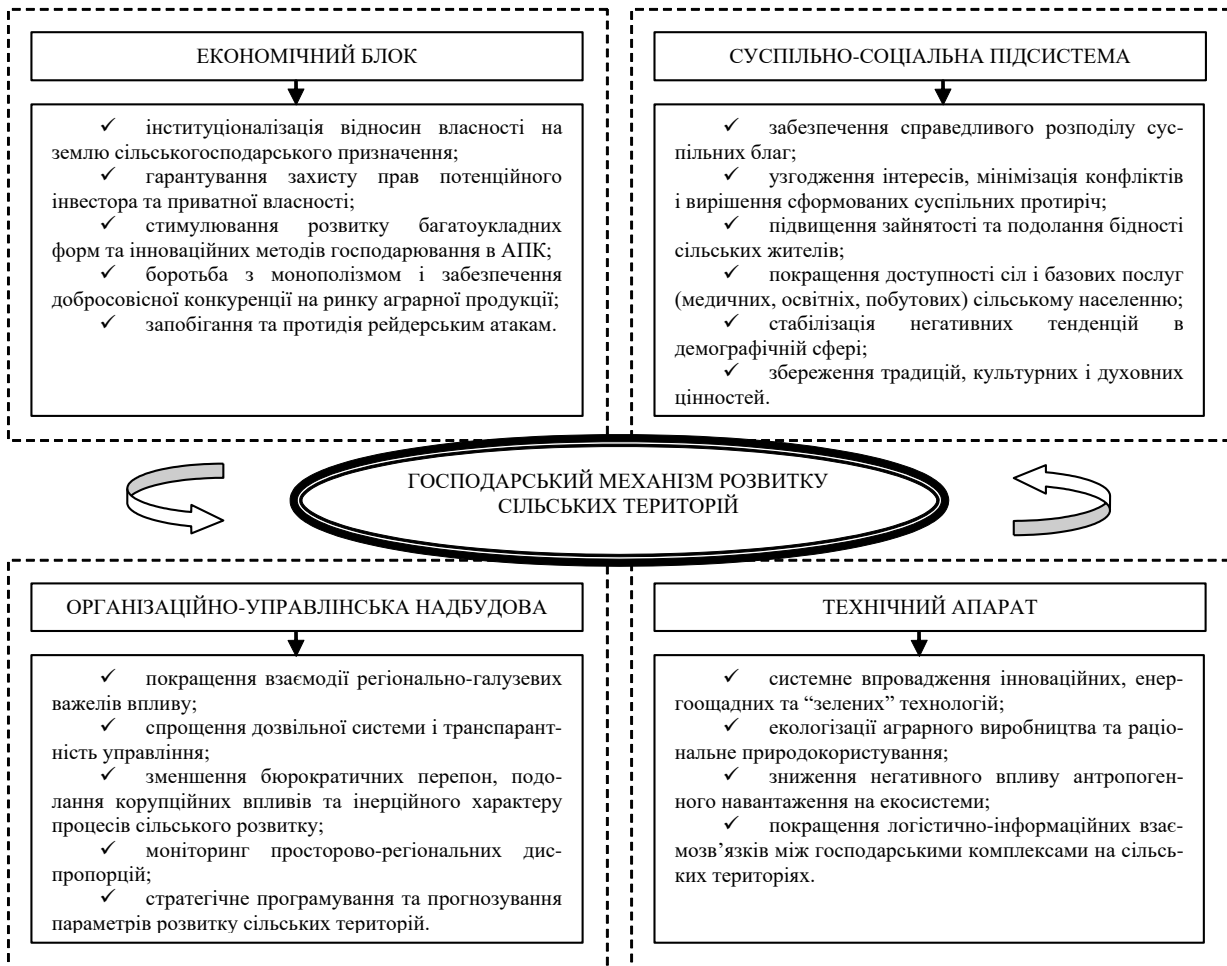 ЕКОНОМІЧНИЙ БЛОК
✓ інституціоналізація відносин власності на
землю сільськогосподарського призначення;
✓ гарантування захисту прав потенційного
інвестора та приватної власності;
✓ стимулювання розвитку багатоукладних
форм та інноваційних методів господарювання в АПК;
✓ боротьба з монополізмом і забезпечення
добросовісної конкуренції на ринку аграрної продукції;
✓ запобігання та протидія рейдерським атакам.
СУСПІЛЬНО-СОЦІАЛЬНА ПІДСИСТЕМА
✓ забезпечення справедливого розподілу сус-
пільних благ;
✓ узгодження інтересів, мінімізація конфліктів
і вирішення сформованих суспільних протиріч;
✓ підвищення зайнятості та подолання бідності
сільських жителів;
✓ покращення доступності сіл і базових послуг
(медичних, освітніх, побутових) сільському населенню;
✓ стабілізація негативних тенденцій в
демографічній сфері;
✓ збереження традицій, культурних і духовних
цінностей.
ГОСПОДАРСЬКИЙ МЕХАНІЗМ РОЗВИТКУ
СІЛЬСЬКИХ ТЕРИТОРІЙ
ОРГАНІЗАЦІЙНО-УПРАВЛІНСЬКА НАДБУДОВА
✓ покращення взаємодії регіонально-галузевих
важелів впливу;
✓ спрощення дозвільної системи і транспарант-
ність управління;
✓ зменшення бюрократичних перепон, подо-
лання корупційних впливів та інерційного характеру
процесів сільського розвитку;
✓ моніторинг просторово-регіональних дис-
пропорцій;
✓ стратегічне програмування та прогнозування
параметрів розвитку сільських територій.
ТЕХНІЧНИЙ АПАРАТ
✓ системне впровадження інноваційних, енер-
гоощадних та “зелених” технологій;
✓ екологізації аграрного виробництва та раціо-
нальне природокористування;
✓ зниження негативного впливу антропоген-
ного навантаження на екосистеми;
✓ покращення логістично-інформаційних взає-
мозв’язків між господарськими комплексами на сільсь-
ких територіях.